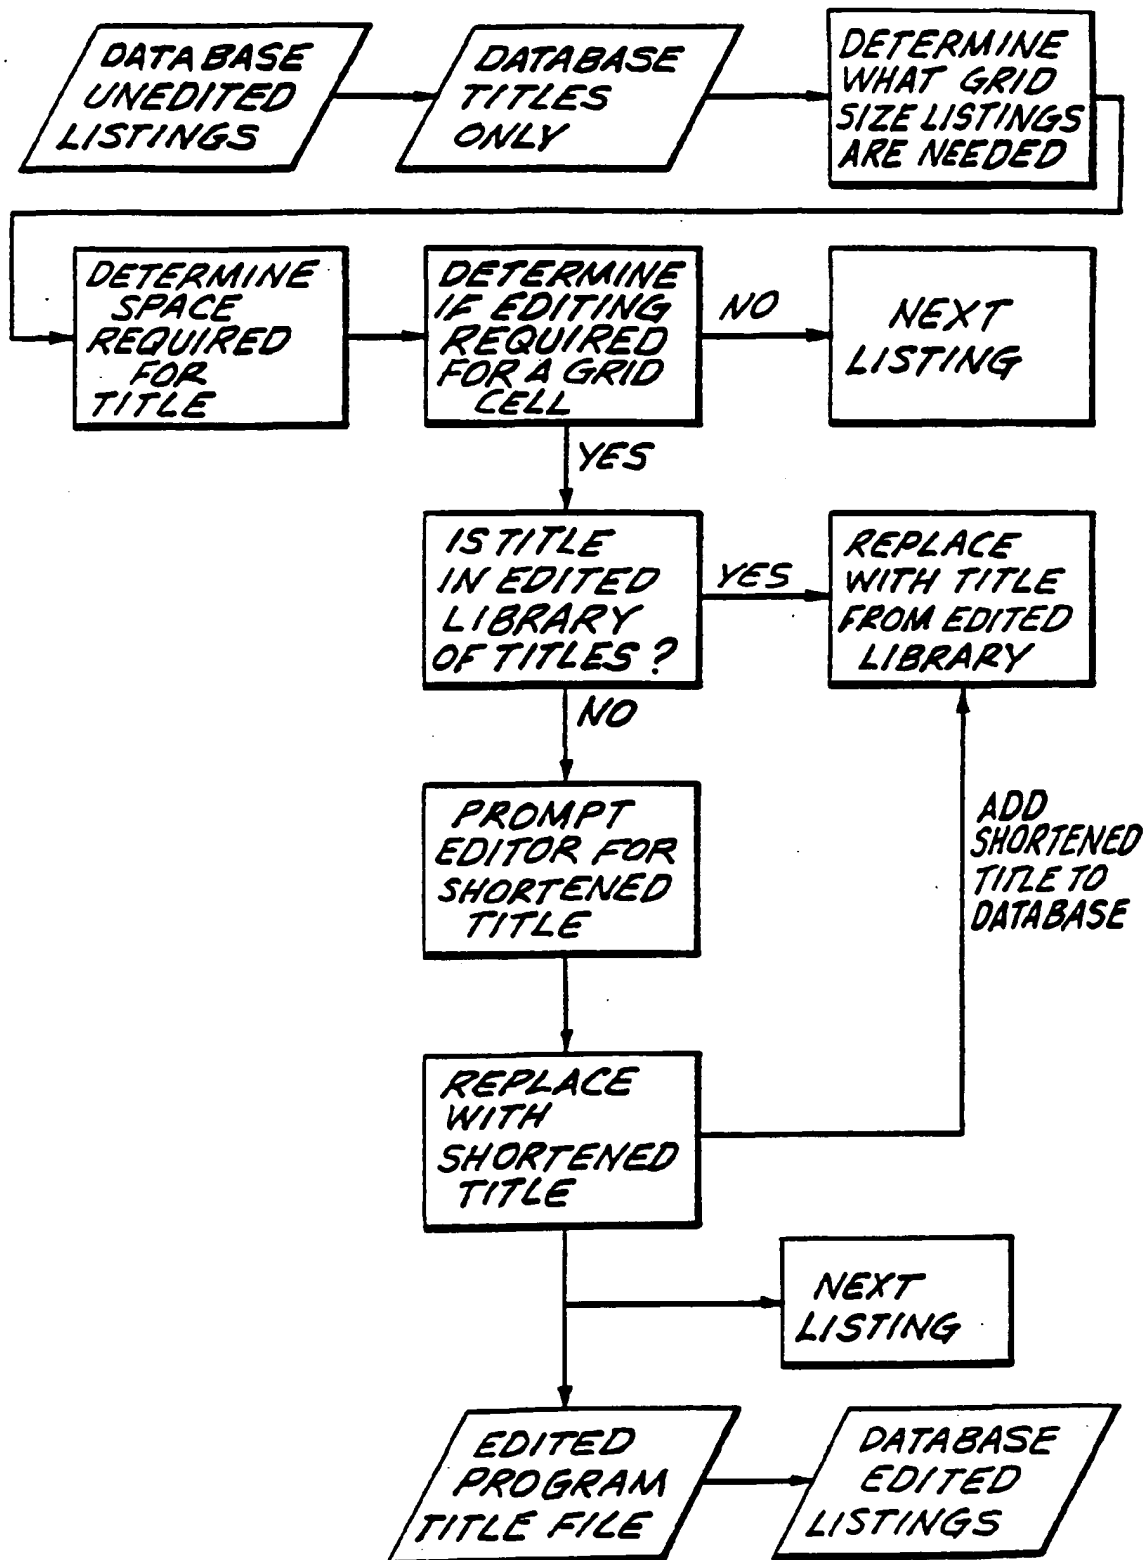 DATABASE
UNEDITED
LISTINGS
DATABASE
TITLES
ONLY
DETERMINE
WHAT GRID
SIZE LISTINGS
ARE NEEDED
DETERMINE
SPACE
REQUIRED
FOR
TITLE
DETERMINE
IF EDITING
REQUIRED
FOR A GRID
CELL
NO
NEXT
LISTING
YES
IS TITLE
IN EDITED
LIBRARY
OF TITLES?
YES
REPLACE
WITH TITLE
FROM EDITED
LIBRARY
NO
PROMPT
EDITOR FOR
SHORTENED
TITLE
ADD
SHORTENED
TITLE TO
DATABASE
REPLACE
WITH
SHORTENED
TITLE
NEXT
LISTING
EDITED
PROGRAM
TITLE FILE
DATABASE
EDITED
LISTINGS